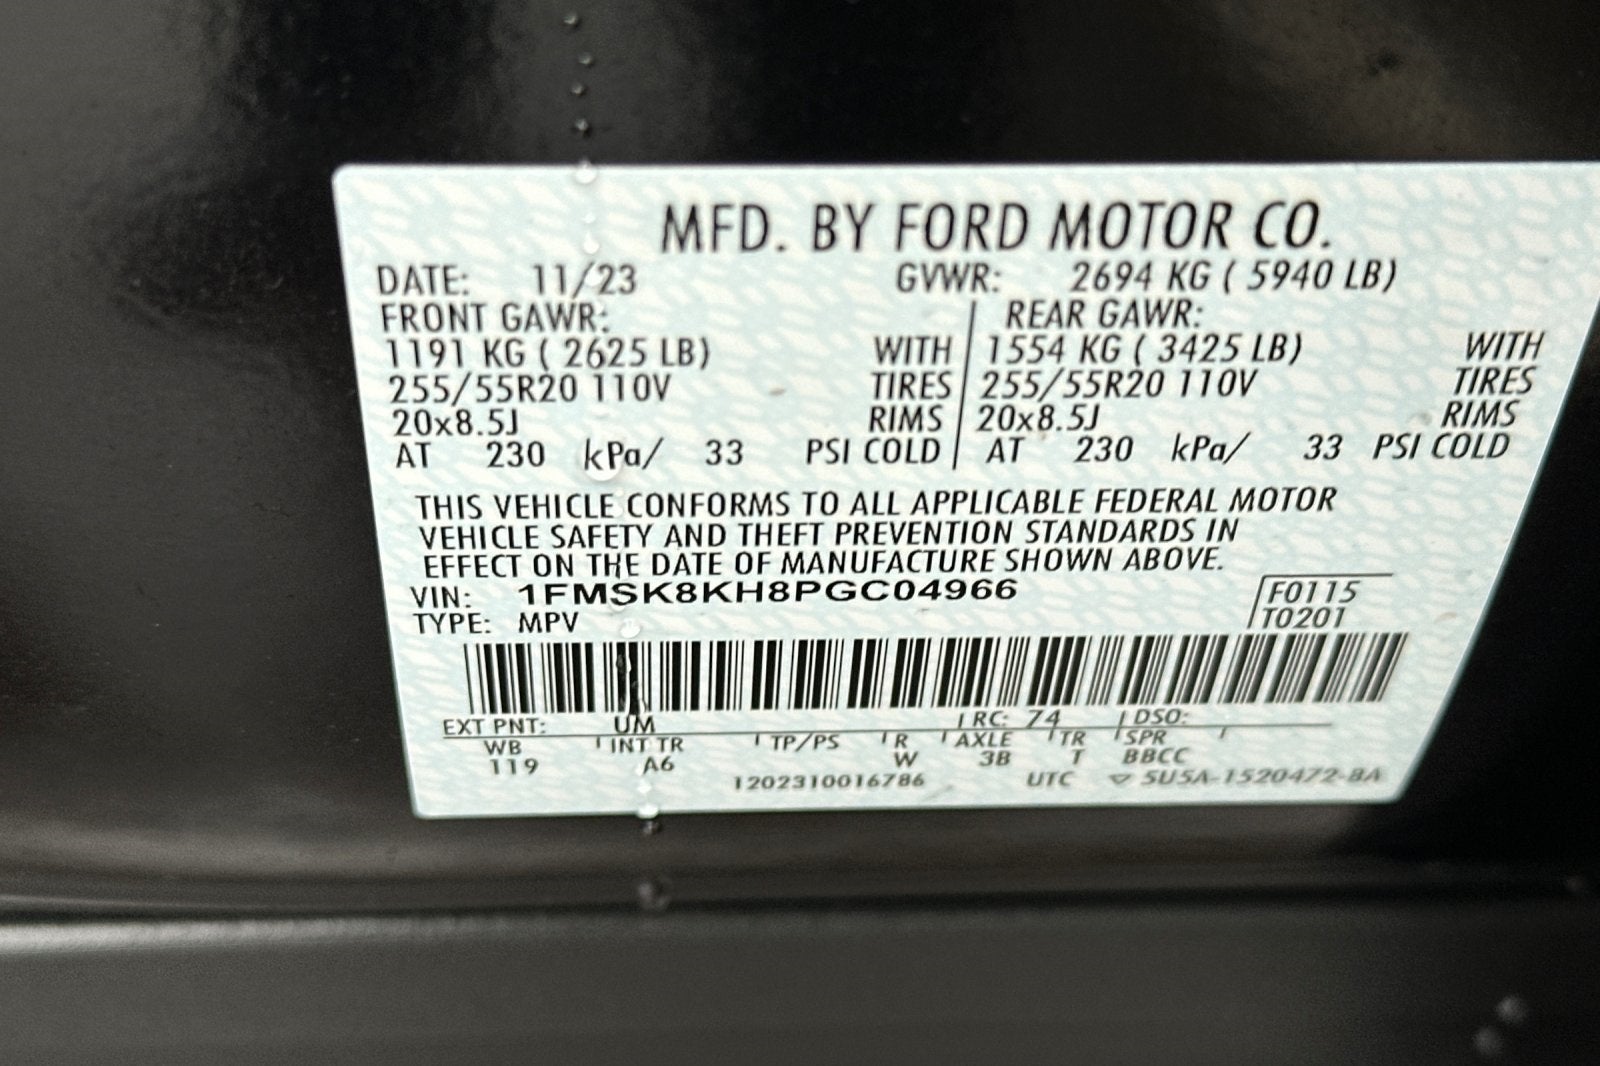 MFD. BY FORD MOTOR CO.
DATE: 11/23 GVWR: 2694 KG ( 5940 LB)
FRONT GAWR: REAR GAWR:
1191 KG ( 2625 LB) WITH 1554 KG ( 3425 LB) WITH
255/55R20 110V TIRES 255/55R20 110V TIRES
20x8.5J RIMS 20x8.5J RIMS
AT 230 kPa/ 33 PSI COLD AT 230 kPa/ 33 PSI COLD
THIS VEHICLE CONFORMS TO ALL APPLICABLE FEDERAL MOTOR
VEHICLE SAFETY AND THEFT PREVENTION STANDARDS IN
EFFECT ON THE DATE OF MANUFACTURE SHOWN ABOVE.
VIN: 1FMSK8KH8PGC04966 F0115
TYPE: MPV T0201
EXT PNT: UM RC: 74 DSO:
WB INT TR TP/PS R AXLE TR SPR
119 A6 W 3B T BBCC
1202310016786 UTC ▽ 5U5A-1520472-BA